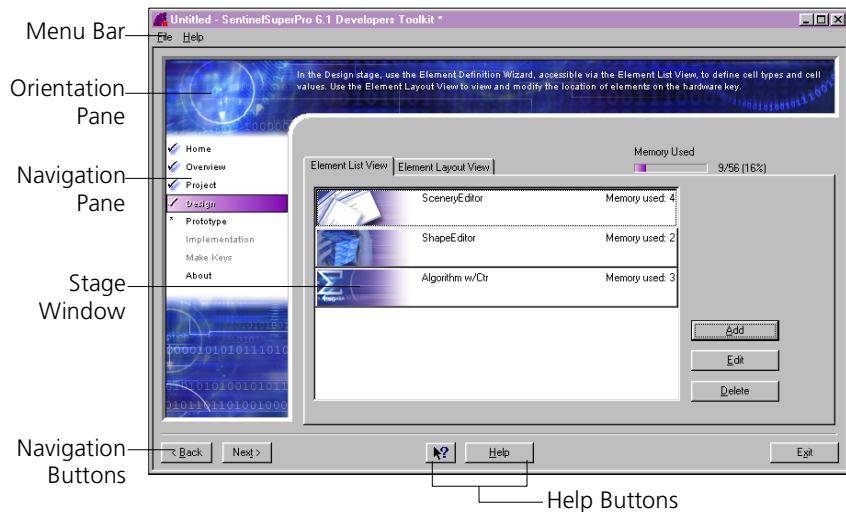 Untitled - SentinelSuperPro 6.1 Developers Toolkit *
Menu Bar
File Help
Orientation
Pane
In the Design stage, use the Element Definition Wizard, accessible via the Element List View, to define cell types and cell
values. Use the Element Layout View to view and modify the location of elements on the hardware key.
Navigation
Pane
Home
Overview
Project
Design
* Prototype
Implementation
Make Keys
About
Element List View
Element Layout View
Memory Used
9/56 (16%)
SceneryEditor Memory used: 4
ShapeEditor Memory used: 2
Algorithm w/Ctr Memory used: 3
Stage
Window
Add
Edit
Delete
Navigation
Buttons
< Back Next >
? Help
Exit
Help Buttons